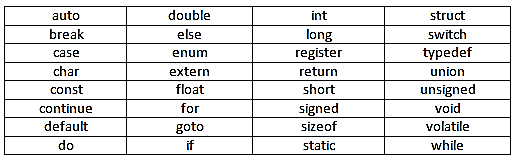 auto double int struct
break else long switch
case enum register typedef
char extern return union
const float short unsigned
continue for signed void
default goto sizeof volatile
do if static while